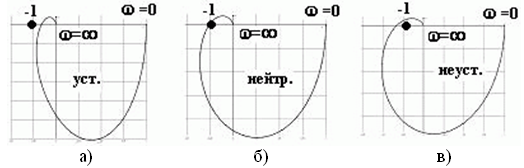 -1 ω=0
ω=∞
уст.
а)
-1 ω=0
ω=∞
нейтр.
б)
-1 ω=0
ω=∞
неуст.
в)